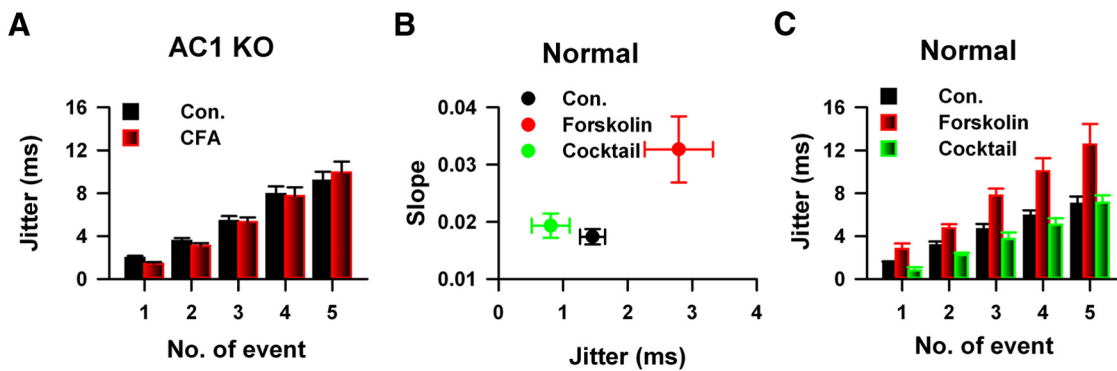 A
AC1 KO
Con.
CFA
16
12
8
4
0
Jitter (ms)
1 2 3 4 5
No. of event
B
Normal
Con.
Forskolin
Cocktail
0.04
0.03
0.02
0.01
Slope
0 1 2 3 4
Jitter (ms)
C
Normal
Con.
Forskolin
Cocktail
16
12
8
4
0
Jitter (ms)
1 2 3 4 5
No. of event